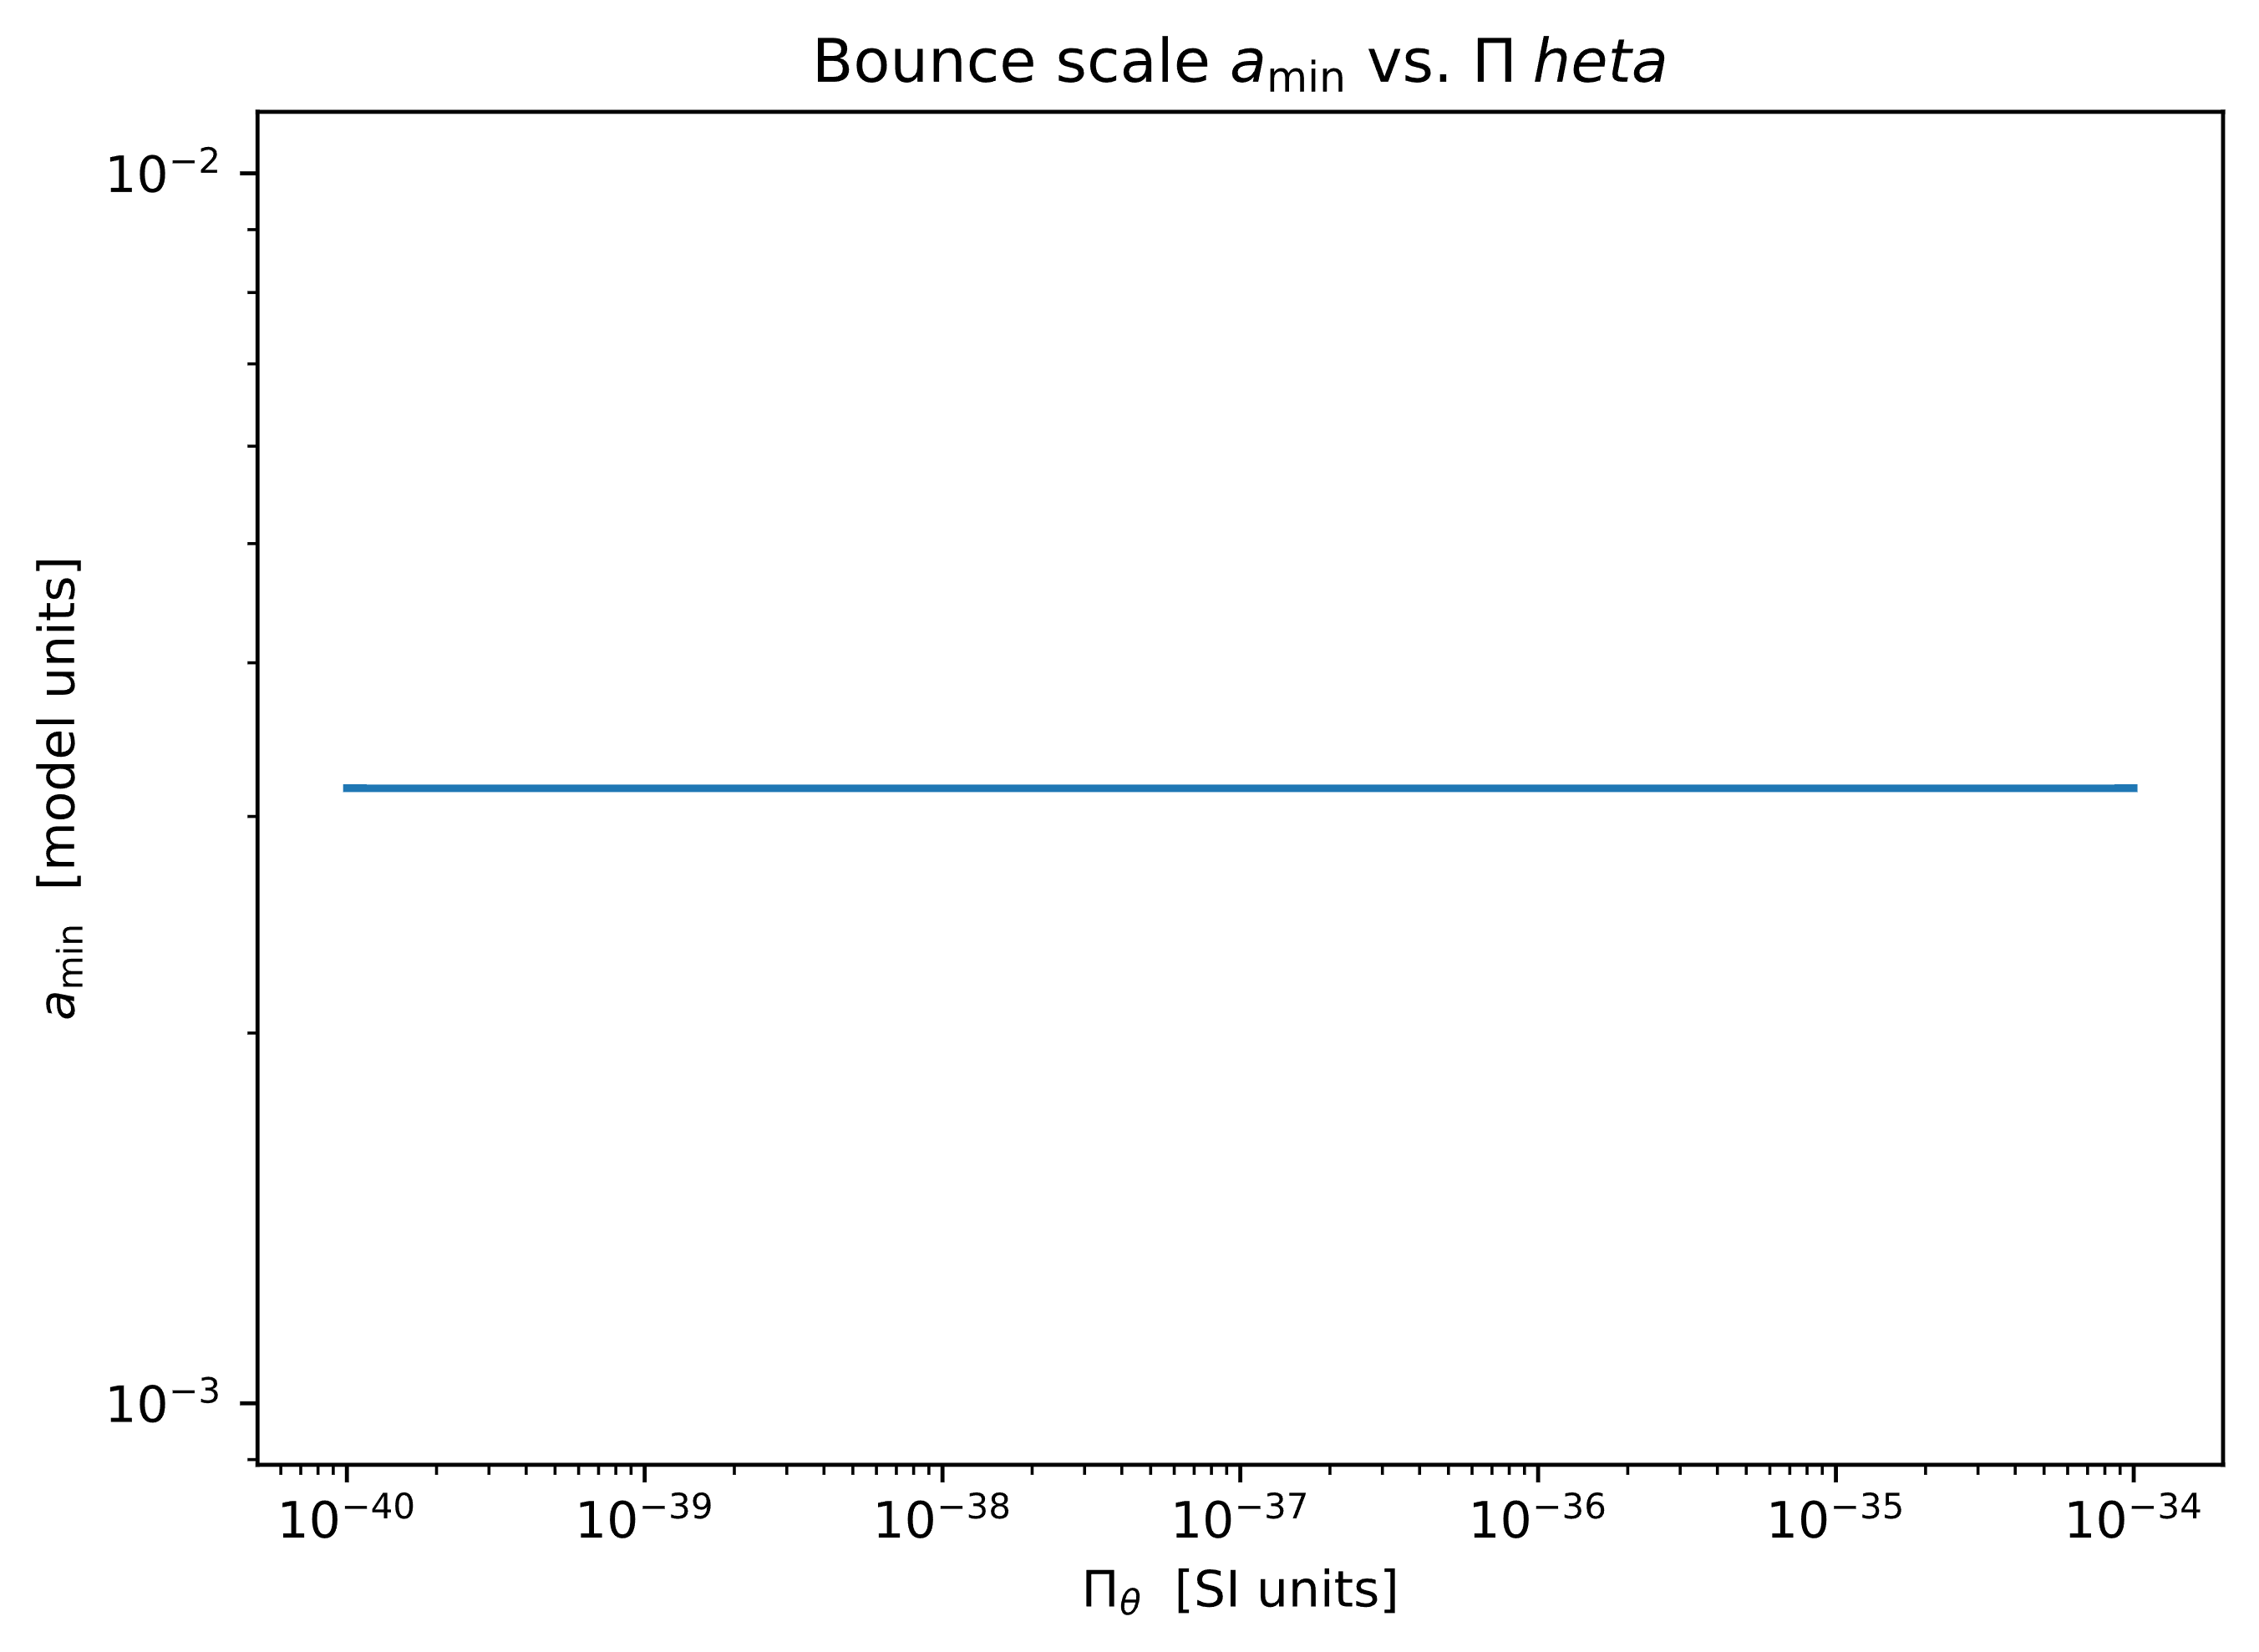 Bounce scale a_min vs. Π heta
10⁻²
10⁻³
a_min [model units]
10⁻⁴⁰ 10⁻³⁹ 10⁻³⁸ 10⁻³⁷ 10⁻³⁶ 10⁻³⁵ 10⁻³⁴
Π_θ [SI units]